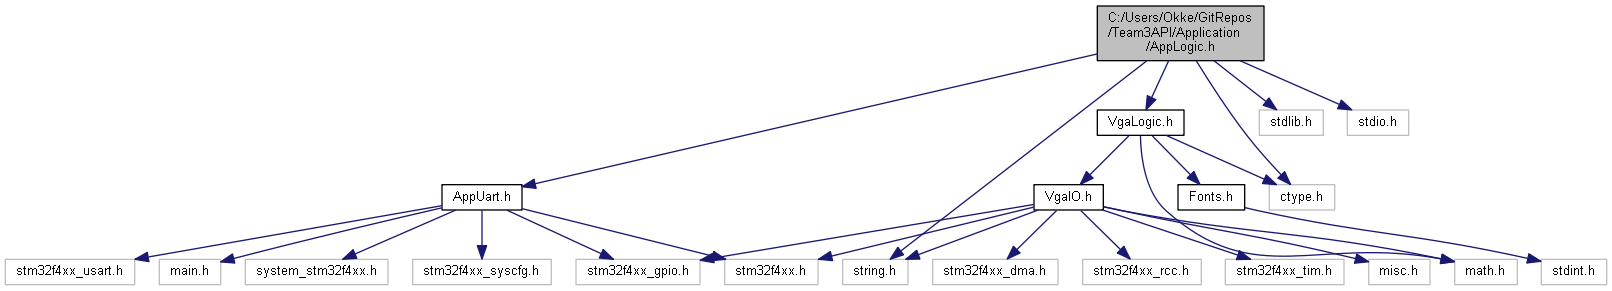 C:/Users/Okke/GitRepos
/Team3API/Application
/AppLogic.h
VgaLogic.h
stdlib.h
stdio.h
AppUart.h
VgaIO.h
Fonts.h
ctype.h
stm32f4xx_usart.h
main.h
system_stm32f4xx.h
stm32f4xx_syscfg.h
stm32f4xx_gpio.h
stm32f4xx.h
string.h
stm32f4xx_dma.h
stm32f4xx_rcc.h
stm32f4xx_tim.h
misc.h
math.h
stdint.h